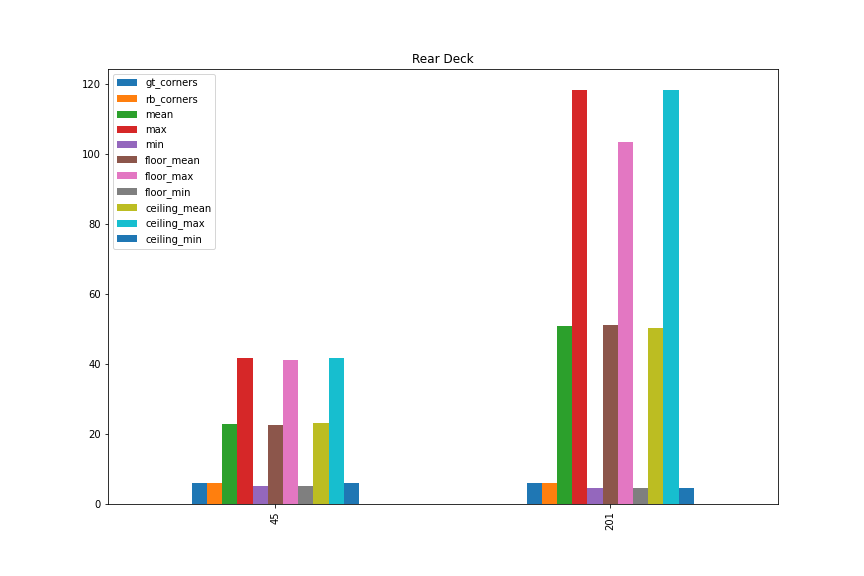 Rear Deck
gt_corners
rb_corners
mean
max
min
floor_mean
floor_max
floor_min
ceiling_mean
ceiling_max
ceiling_min
120
100
80
60
40
20
0
45
201